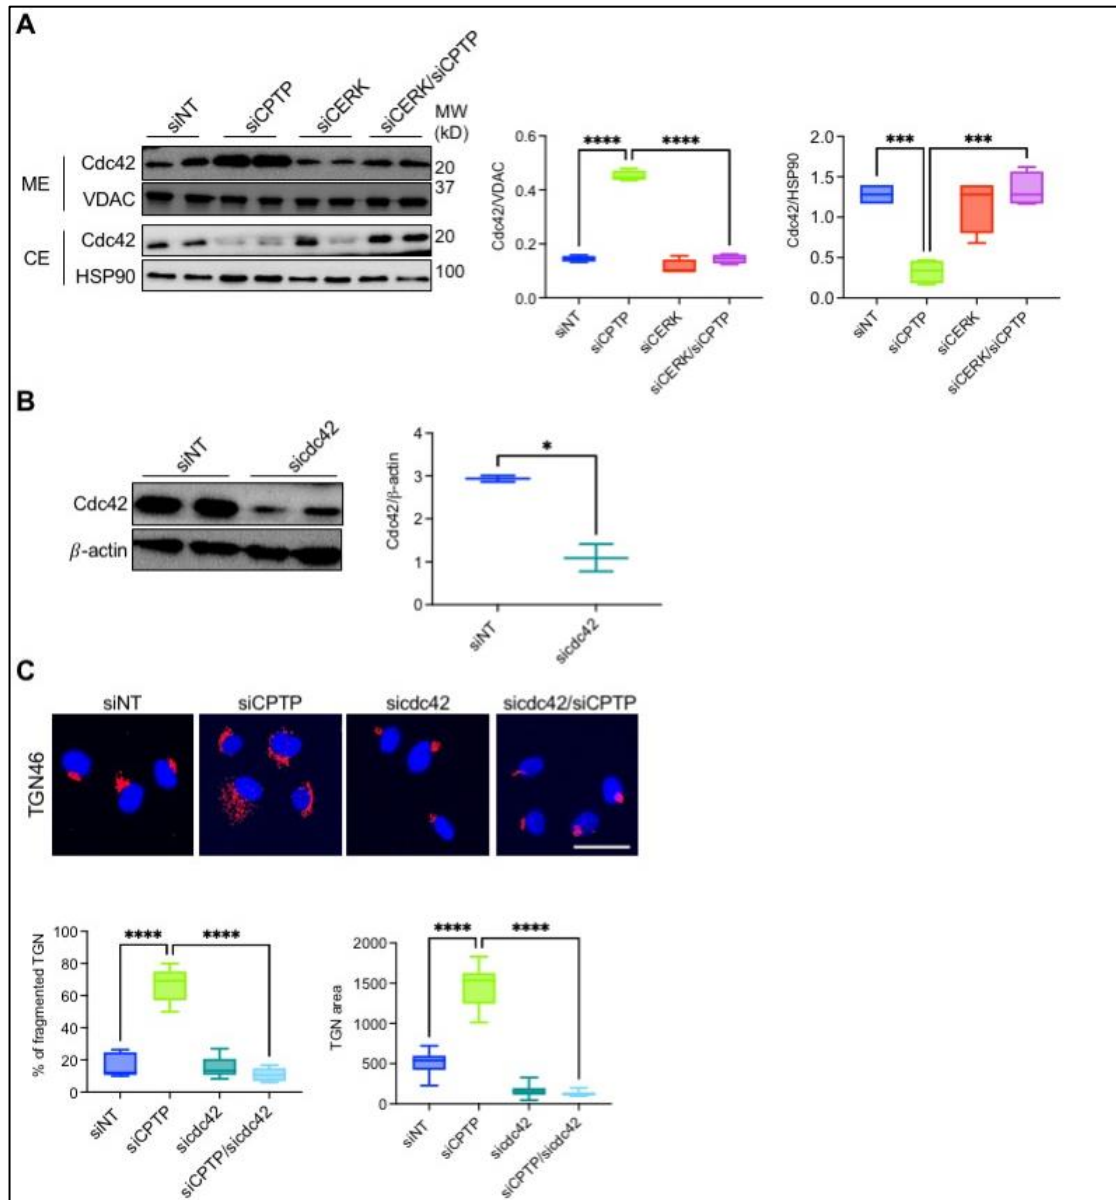 A
siNT siCPTP siCERK siCERK/siCPTP MW (kD)
ME
Cdc42 20
VDAC 37
CE
Cdc42 20
HSP90 100
Cdc42/VDAC
0.6
0.4
0.2
0.0
**** ****
siNT siCPTP siCERK siCERK/siCPTP
Cdc42/HSP90
2.0
1.5
1.0
0.5
0.0
*** ***
siNT siCPTP siCERK siCERK/siCPTP
B
siNT sicdc42
Cdc42
β-actin
Cdc42/β-actin
4
3
2
1
0
*
siNT sicdc42
C
siNT siCPTP sicdc42 sicdc42/siCPTP
TGN46
% of fragmented TGN
100
80
60
40
20
0
**** ****
siNT siCPTP sicdc42 siCPTP/sicdc42
TGN area
2000
1500
1000
500
0
**** ****
siNT siCPTP sicdc42 siCPTP/sicdc42